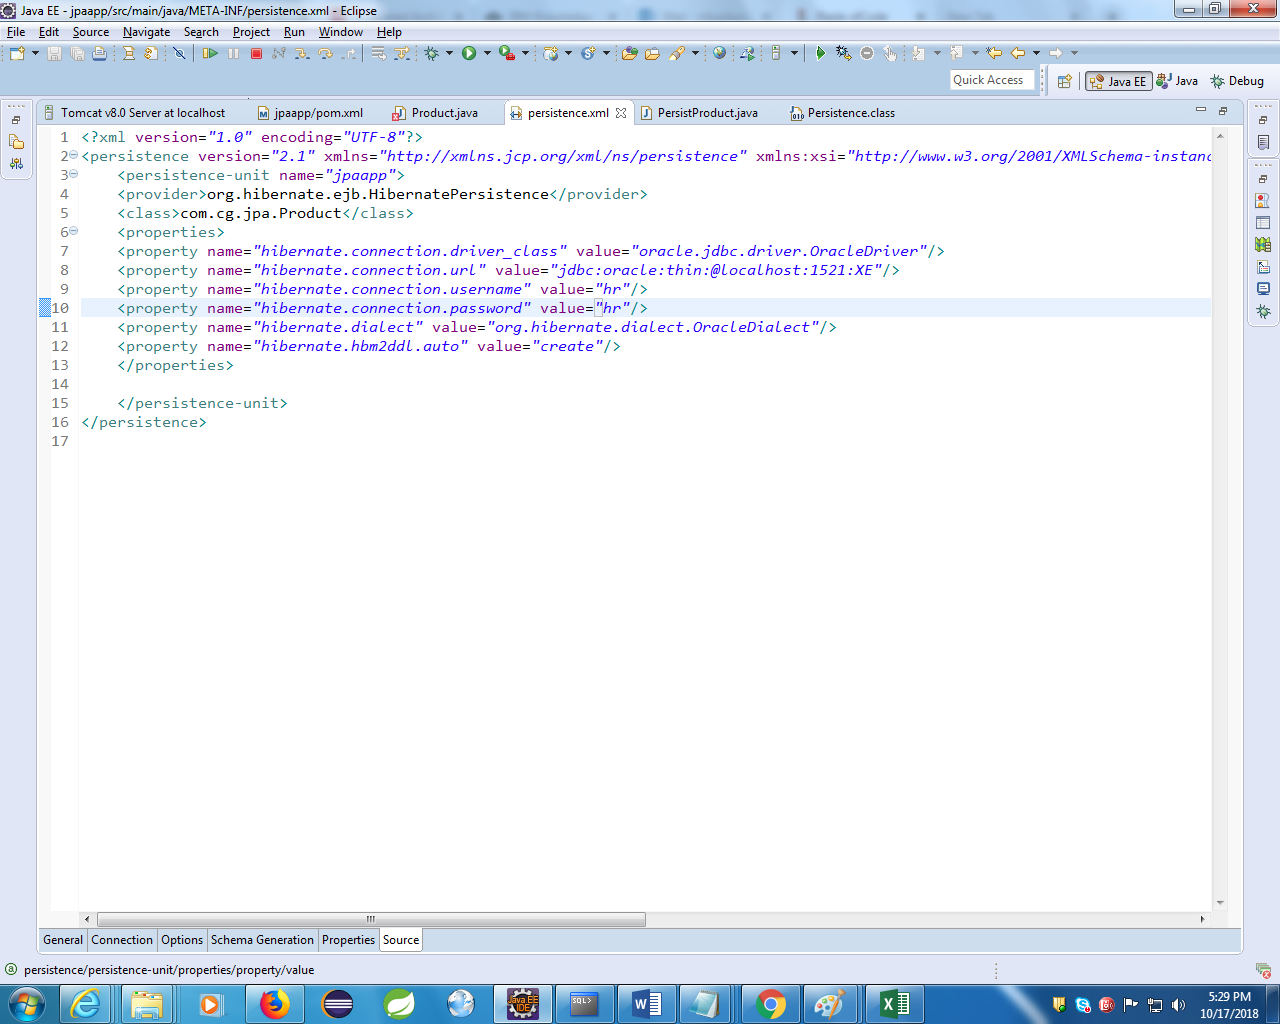 Java EE - jpaapp/src/main/java/META-INF/persistence.xml - Eclipse
File Edit Source Navigate Search Project Run Window Help
Quick Access Java EE Java Debug
Tomcat v8.0 Server at localhost jpaapp/pom.xml Product.java persistence.xml PersistProduct.java Persistence.class
1 <?xml version="1.0" encoding="UTF-8"?>
2 <persistence version="2.1" xmlns="http://xmlns.jcp.org/xml/ns/persistence" xmlns:xsi="http://www.w3.org/2001/XMLSchema-instanc
3 <persistence-unit name="jpaapp">
4 <provider>org.hibernate.ejb.HibernatePersistence</provider>
5 <class>com.cg.jpa.Product</class>
6 <properties>
7 <property name="hibernate.connection.driver_class" value="oracle.jdbc.driver.OracleDriver"/>
8 <property name="hibernate.connection.url" value="jdbc:oracle:thin:@localhost:1521:XE"/>
9 <property name="hibernate.connection.username" value="hr"/>
10 <property name="hibernate.connection.password" value="hr"/>
11 <property name="hibernate.dialect" value="org.hibernate.dialect.OracleDialect"/>
12 <property name="hibernate.hbm2ddl.auto" value="create"/>
13 </properties>
14
15 </persistence-unit>
16 </persistence>
17
General Connection Options Schema Generation Properties Source
persistence/persistence-unit/properties/property/value
Java EE IDE
SQL>
5:29 PM
10/17/2018